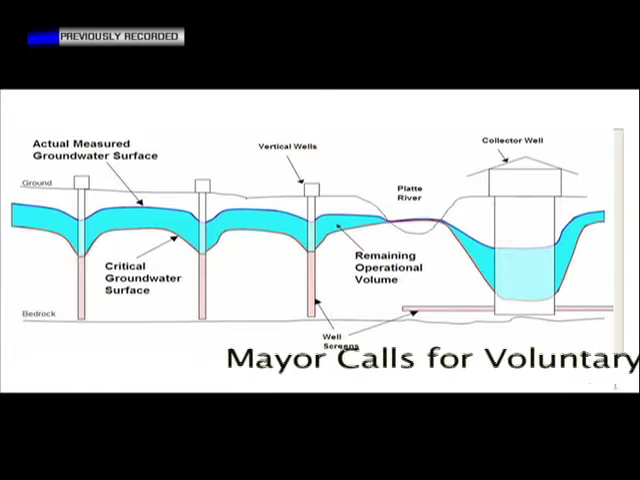 PREVIOUSLY RECORDED
Actual Measured
Groundwater Surface
Vertical Wells
Collector Well
Ground
Platte
River
Critical
Groundwater
Surface
Remaining
Operational
Volume
Bedrock
Well
Screens
Mayor Calls for Voluntary
1